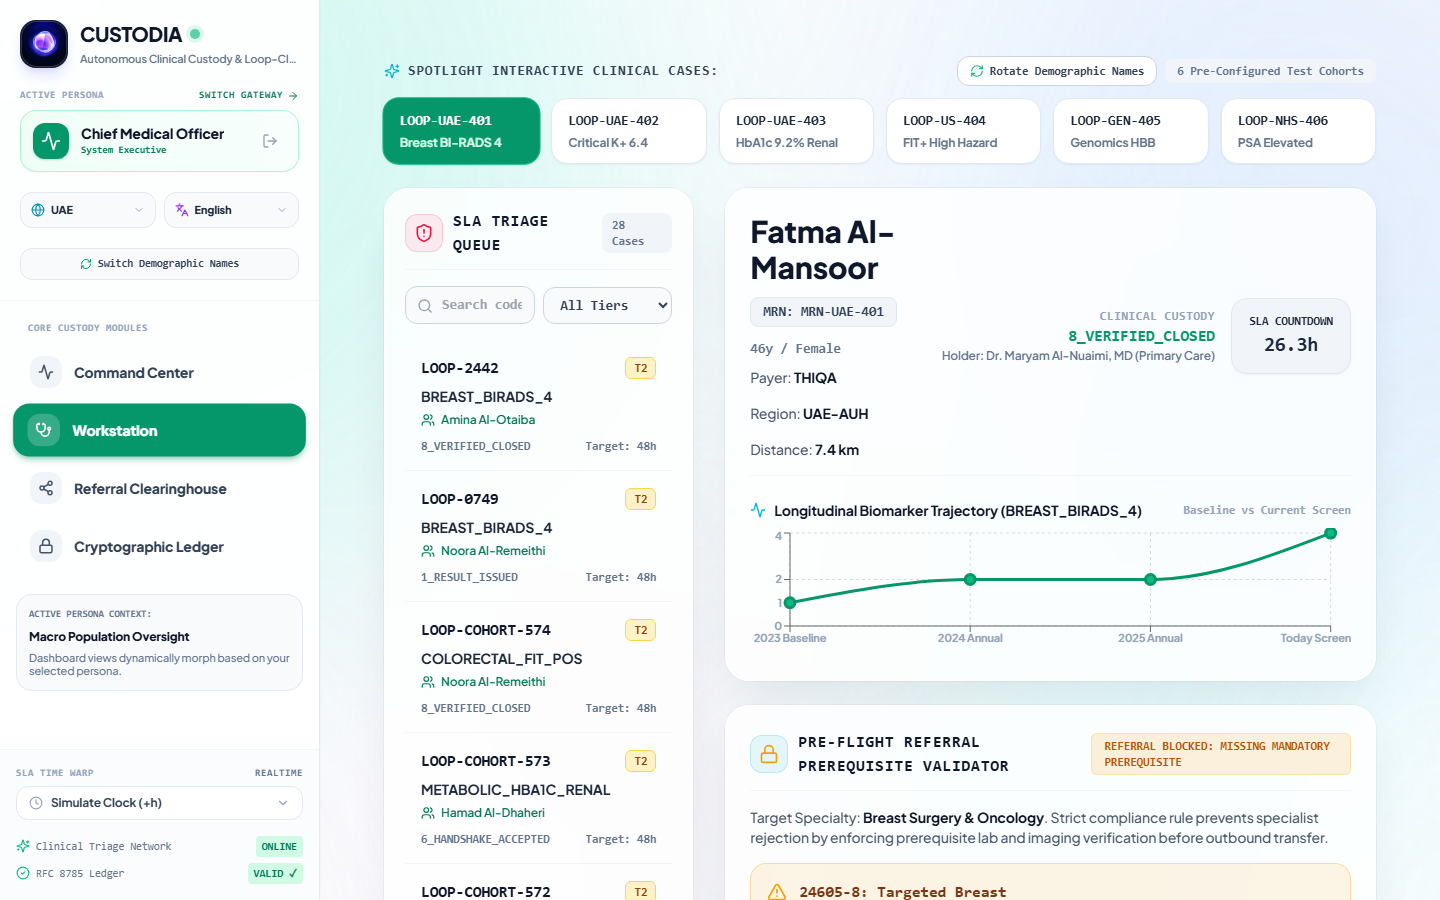 CUSTODIA
Autonomous Clinical Custody & Loop-Cl...
ACTIVE PERSONA
SWITCH GATEWAY →
Chief Medical Officer
System Executive
UAE
English
Switch Demographic Names
CORE CUSTODY MODULES
Command Center
Workstation
Referral Clearinghouse
Cryptographic Ledger
ACTIVE PERSONA CONTEXT:
Macro Population Oversight
Dashboard views dynamically morph based on your
selected persona.
SLA TIME WARP
REALTIME
Simulate Clock (+h)
Clinical Triage Network
ONLINE
RFC 8785 Ledger
VALID ✓
SPOTLIGHT INTERACTIVE CLINICAL CASES:
Rotate Demographic Names
6 Pre-Configured Test Cohorts
LOOP-UAE-401
Breast BI-RADS 4
LOOP-UAE-402
Critical K+ 6.4
LOOP-UAE-403
HbA1c 9.2% Renal
LOOP-US-404
FIT+ High Hazard
LOOP-GEN-405
Genomics HBB
LOOP-NHS-406
PSA Elevated
SLA TRIAGE
QUEUE
28
Cases
Search code
All Tiers
LOOP-2442
T2
BREAST_BIRADS_4
Amina Al-Otaiba
8_VERIFIED_CLOSED
Target: 48h
LOOP-0749
T2
BREAST_BIRADS_4
Noora Al-Remeithi
1_RESULT_ISSUED
Target: 48h
LOOP-COHORT-574
T2
COLORECTAL_FIT_POS
Noora Al-Remeithi
8_VERIFIED_CLOSED
Target: 48h
LOOP-COHORT-573
T2
METABOLIC_HBA1C_RENAL
Hamad Al-Dhaheri
6_HANDSHAKE_ACCEPTED
Target: 48h
LOOP-COHORT-572
T2
Fatma Al-
Mansoor
MRN: MRN-UAE-401
46y / Female
Payer: THIQA
Region: UAE-AUH
Distance: 7.4 km
CLINICAL CUSTODY
8_VERIFIED_CLOSED
Holder: Dr. Maryam Al-Nuaimi, MD (Primary Care)
SLA COUNTDOWN
26.3h
Longitudinal Biomarker Trajectory (BREAST_BIRADS_4)
Baseline vs Current Screen
4
2
1
0
2023 Baseline
2024 Annual
2025 Annual
Today Screen
PRE-FLIGHT REFERRAL
PREREQUISITE VALIDATOR
REFERRAL BLOCKED: MISSING MANDATORY
PREREQUISITE
Target Specialty: Breast Surgery & Oncology. Strict compliance rule prevents specialist
rejection by enforcing prerequisite lab and imaging verification before outbound transfer.
24605-8: Targeted Breast